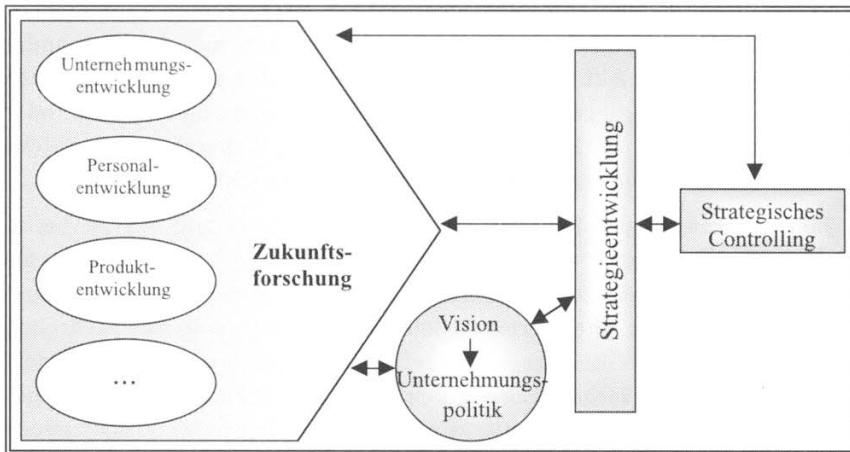 Unternehmungs-
entwicklung
Personal-
entwicklung
Produkt-
entwicklung
...
Zukunfts-
forschung
Vision
Unternehmungs-
politik
Strategieentwicklung
Strategisches
Controlling